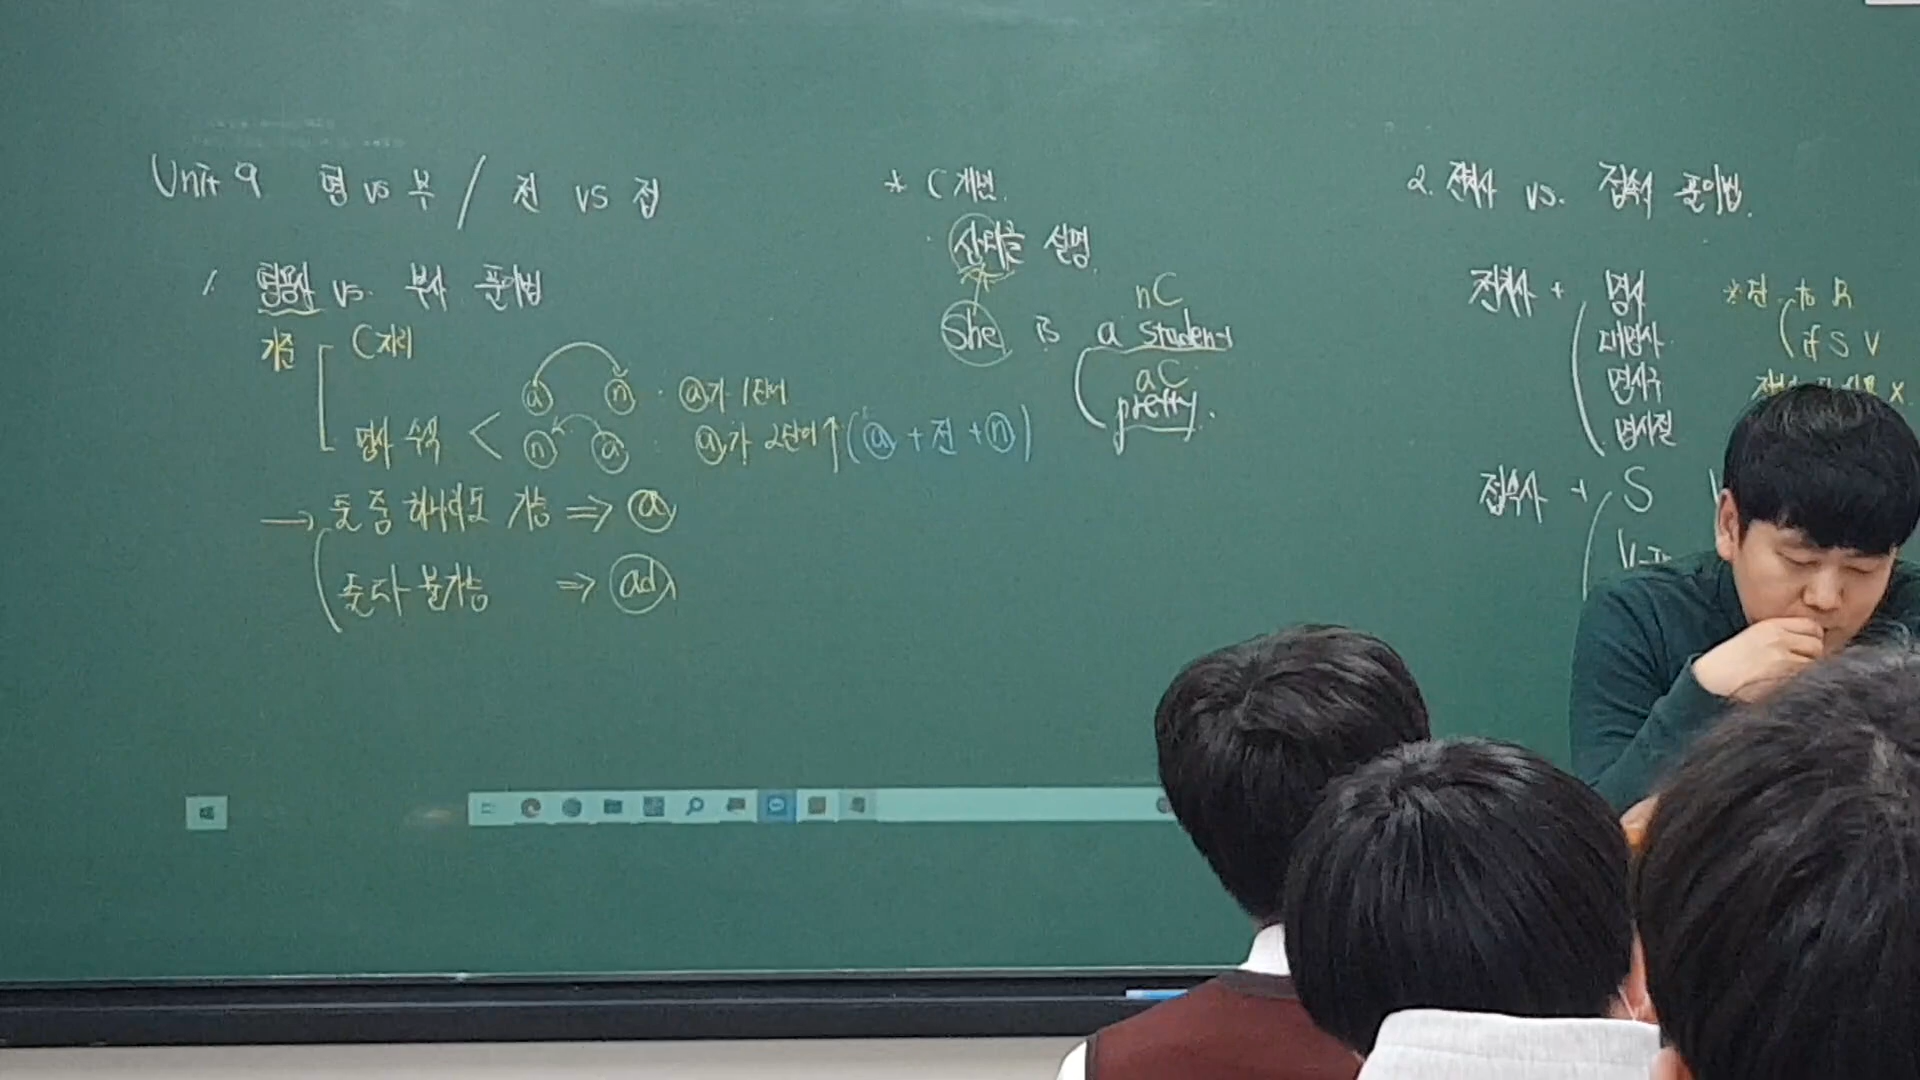 Unit 9 형 vs 부 / 전 vs 접
1. 형용사 vs. 부사 풀이법
기준 C자리
명사 수식 < ⓐ ⓝ · ⓐ가 1단어
ⓝ ⓐ : ⓐ가 2단어↑ (ⓐ + 전 + ⓝ)
→ 둘 중 하나라도 가능 ⇒ ⓐ
둘 다 불가능 ⇒ ad
* C 개념.
· 상태를 설명.
nC
She is a student
aC
pretty.
2. 전치사 vs. 접속사 풀이법.
전치사 + 명사
대명사
명사구
명사절
*단 to R
if S V
X
접속사 + S